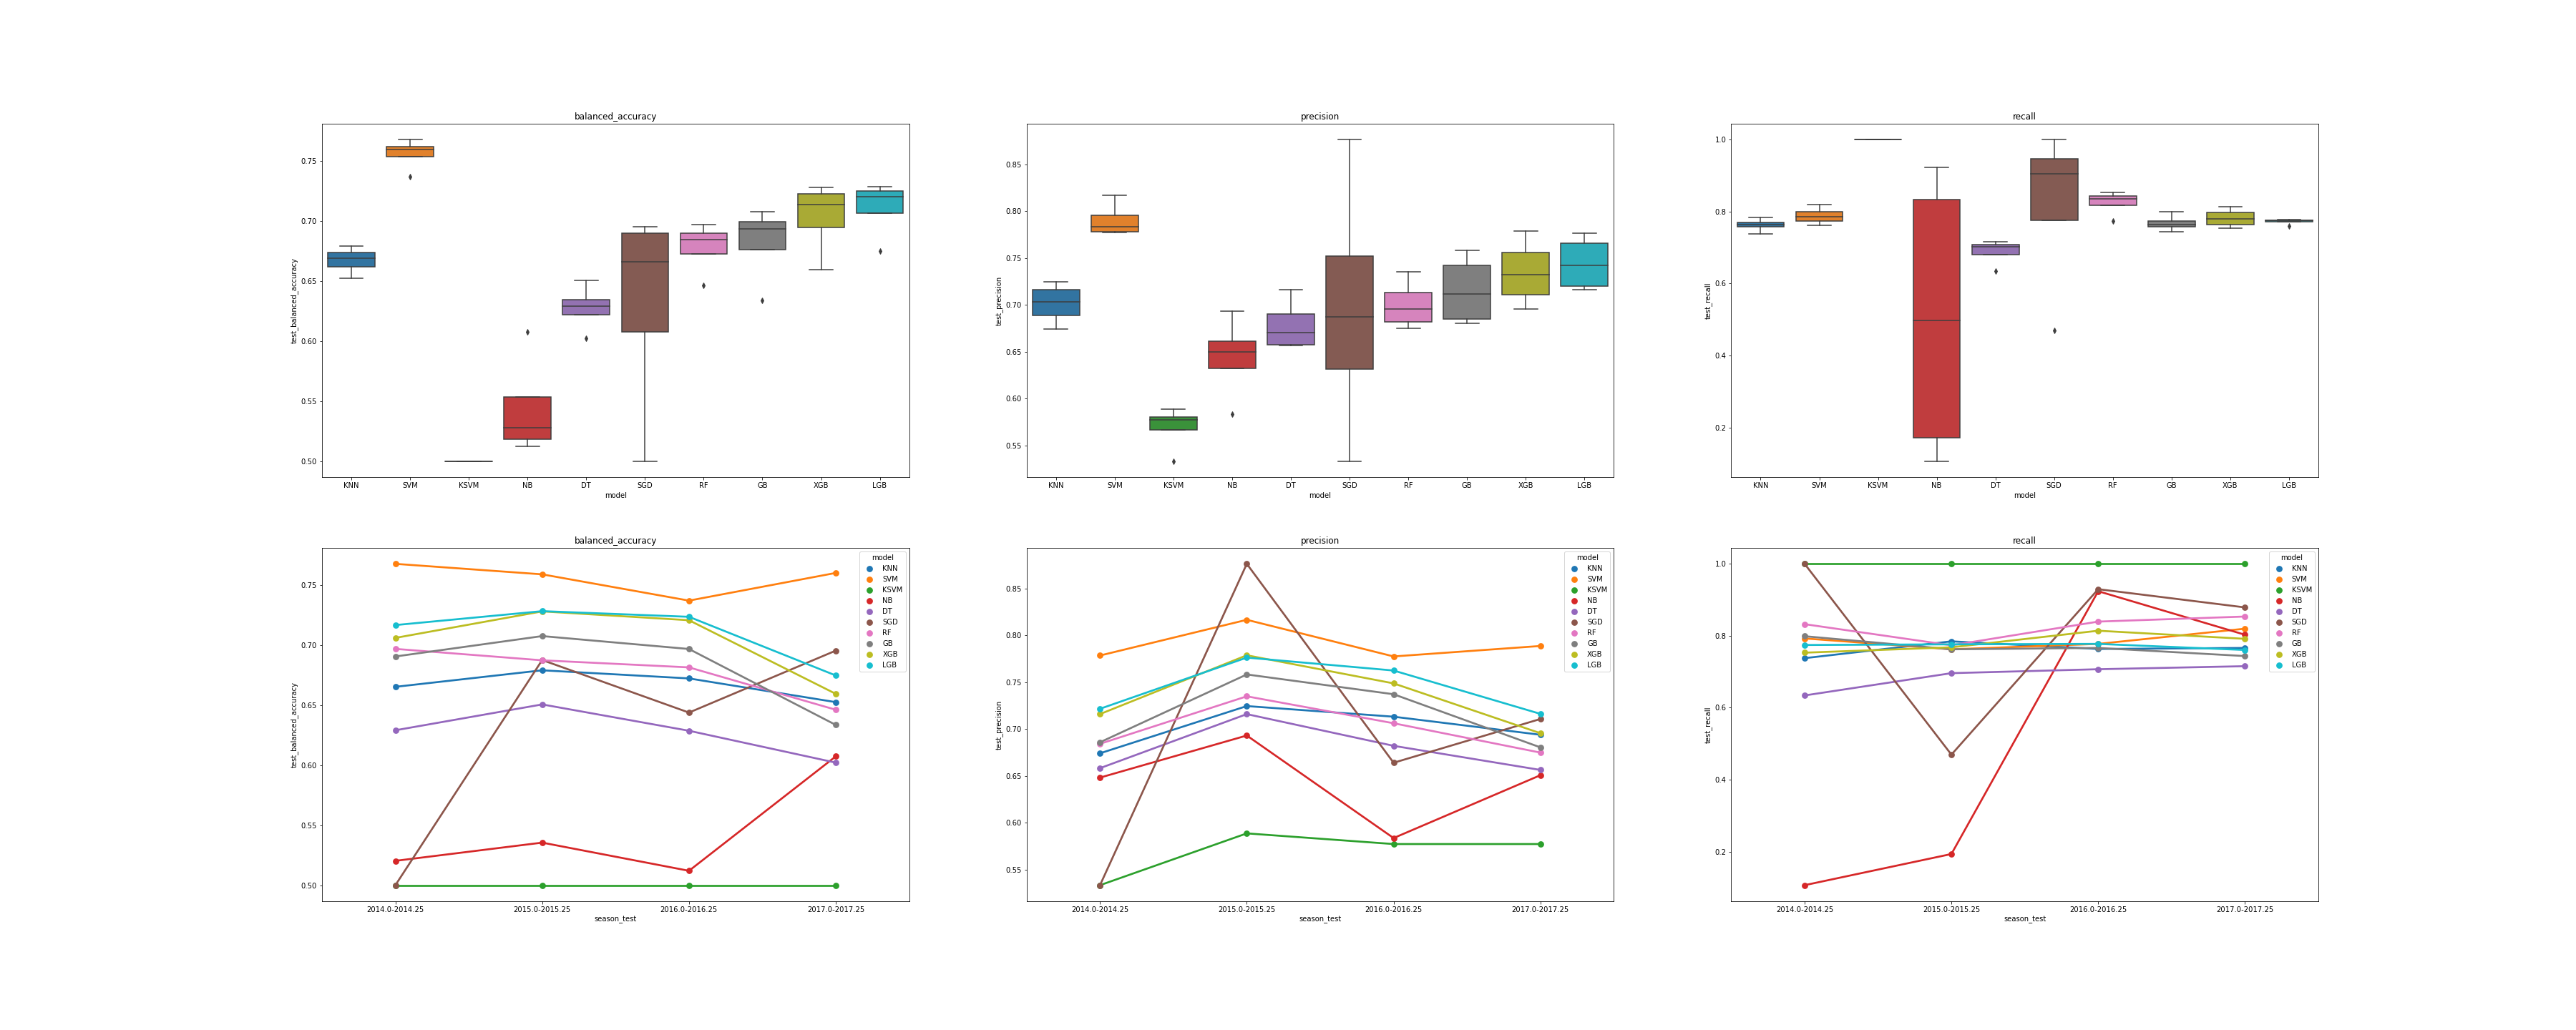 balanced_accuracy
test_balanced_accuracy
0.75
0.70
0.65
0.60
0.55
0.50
KNN SVM KSVM NB DT SGD RF GB XGB LGB
model
precision
test_precision
0.85
0.80
0.75
0.70
0.65
0.60
0.55
KNN SVM KSVM NB DT SGD RF GB XGB LGB
model
recall
test_recall
1.0
0.8
0.6
0.4
0.2
KNN SVM KSVM NB DT SGD RF GB XGB LGB
model
balanced_accuracy
test_balanced_accuracy
0.75
0.70
0.65
0.60
0.55
0.50
model
KNN
SVM
KSVM
NB
DT
SGD
RF
GB
XGB
LGB
2014.0-2014.25 2015.0-2015.25 2016.0-2016.25 2017.0-2017.25
season_test
precision
test_precision
0.85
0.80
0.75
0.70
0.65
0.60
0.55
model
KNN
SVM
KSVM
NB
DT
SGD
RF
GB
XGB
LGB
2014.0-2014.25 2015.0-2015.25 2016.0-2016.25 2017.0-2017.25
season_test
recall
test_recall
1.0
0.8
0.6
0.4
0.2
model
KNN
SVM
KSVM
NB
DT
SGD
RF
GB
XGB
LGB
2014.0-2014.25 2015.0-2015.25 2016.0-2016.25 2017.0-2017.25
season_test